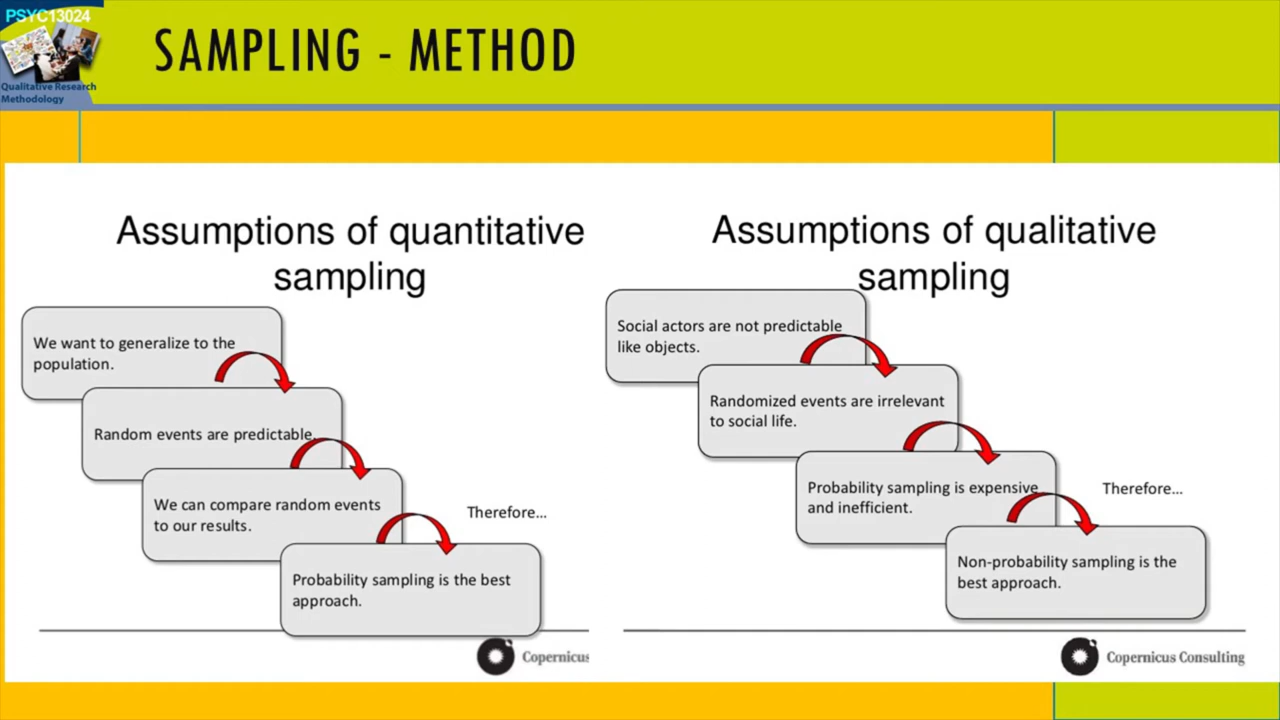 PSYC13024
Qualitative Research
Methodology
SAMPLING - METHOD
Assumptions of quantitative
sampling
We want to generalize to the
population.
Random events are predictable.
We can compare random events
to our results.
Therefore...
Probability sampling is the best
approach.
Copernicus
Assumptions of qualitative
sampling
Social actors are not predictable
like objects.
Randomized events are irrelevant
to social life.
Probability sampling is expensive
and inefficient.
Therefore...
Non-probability sampling is the
best approach.
Copernicus Consulting